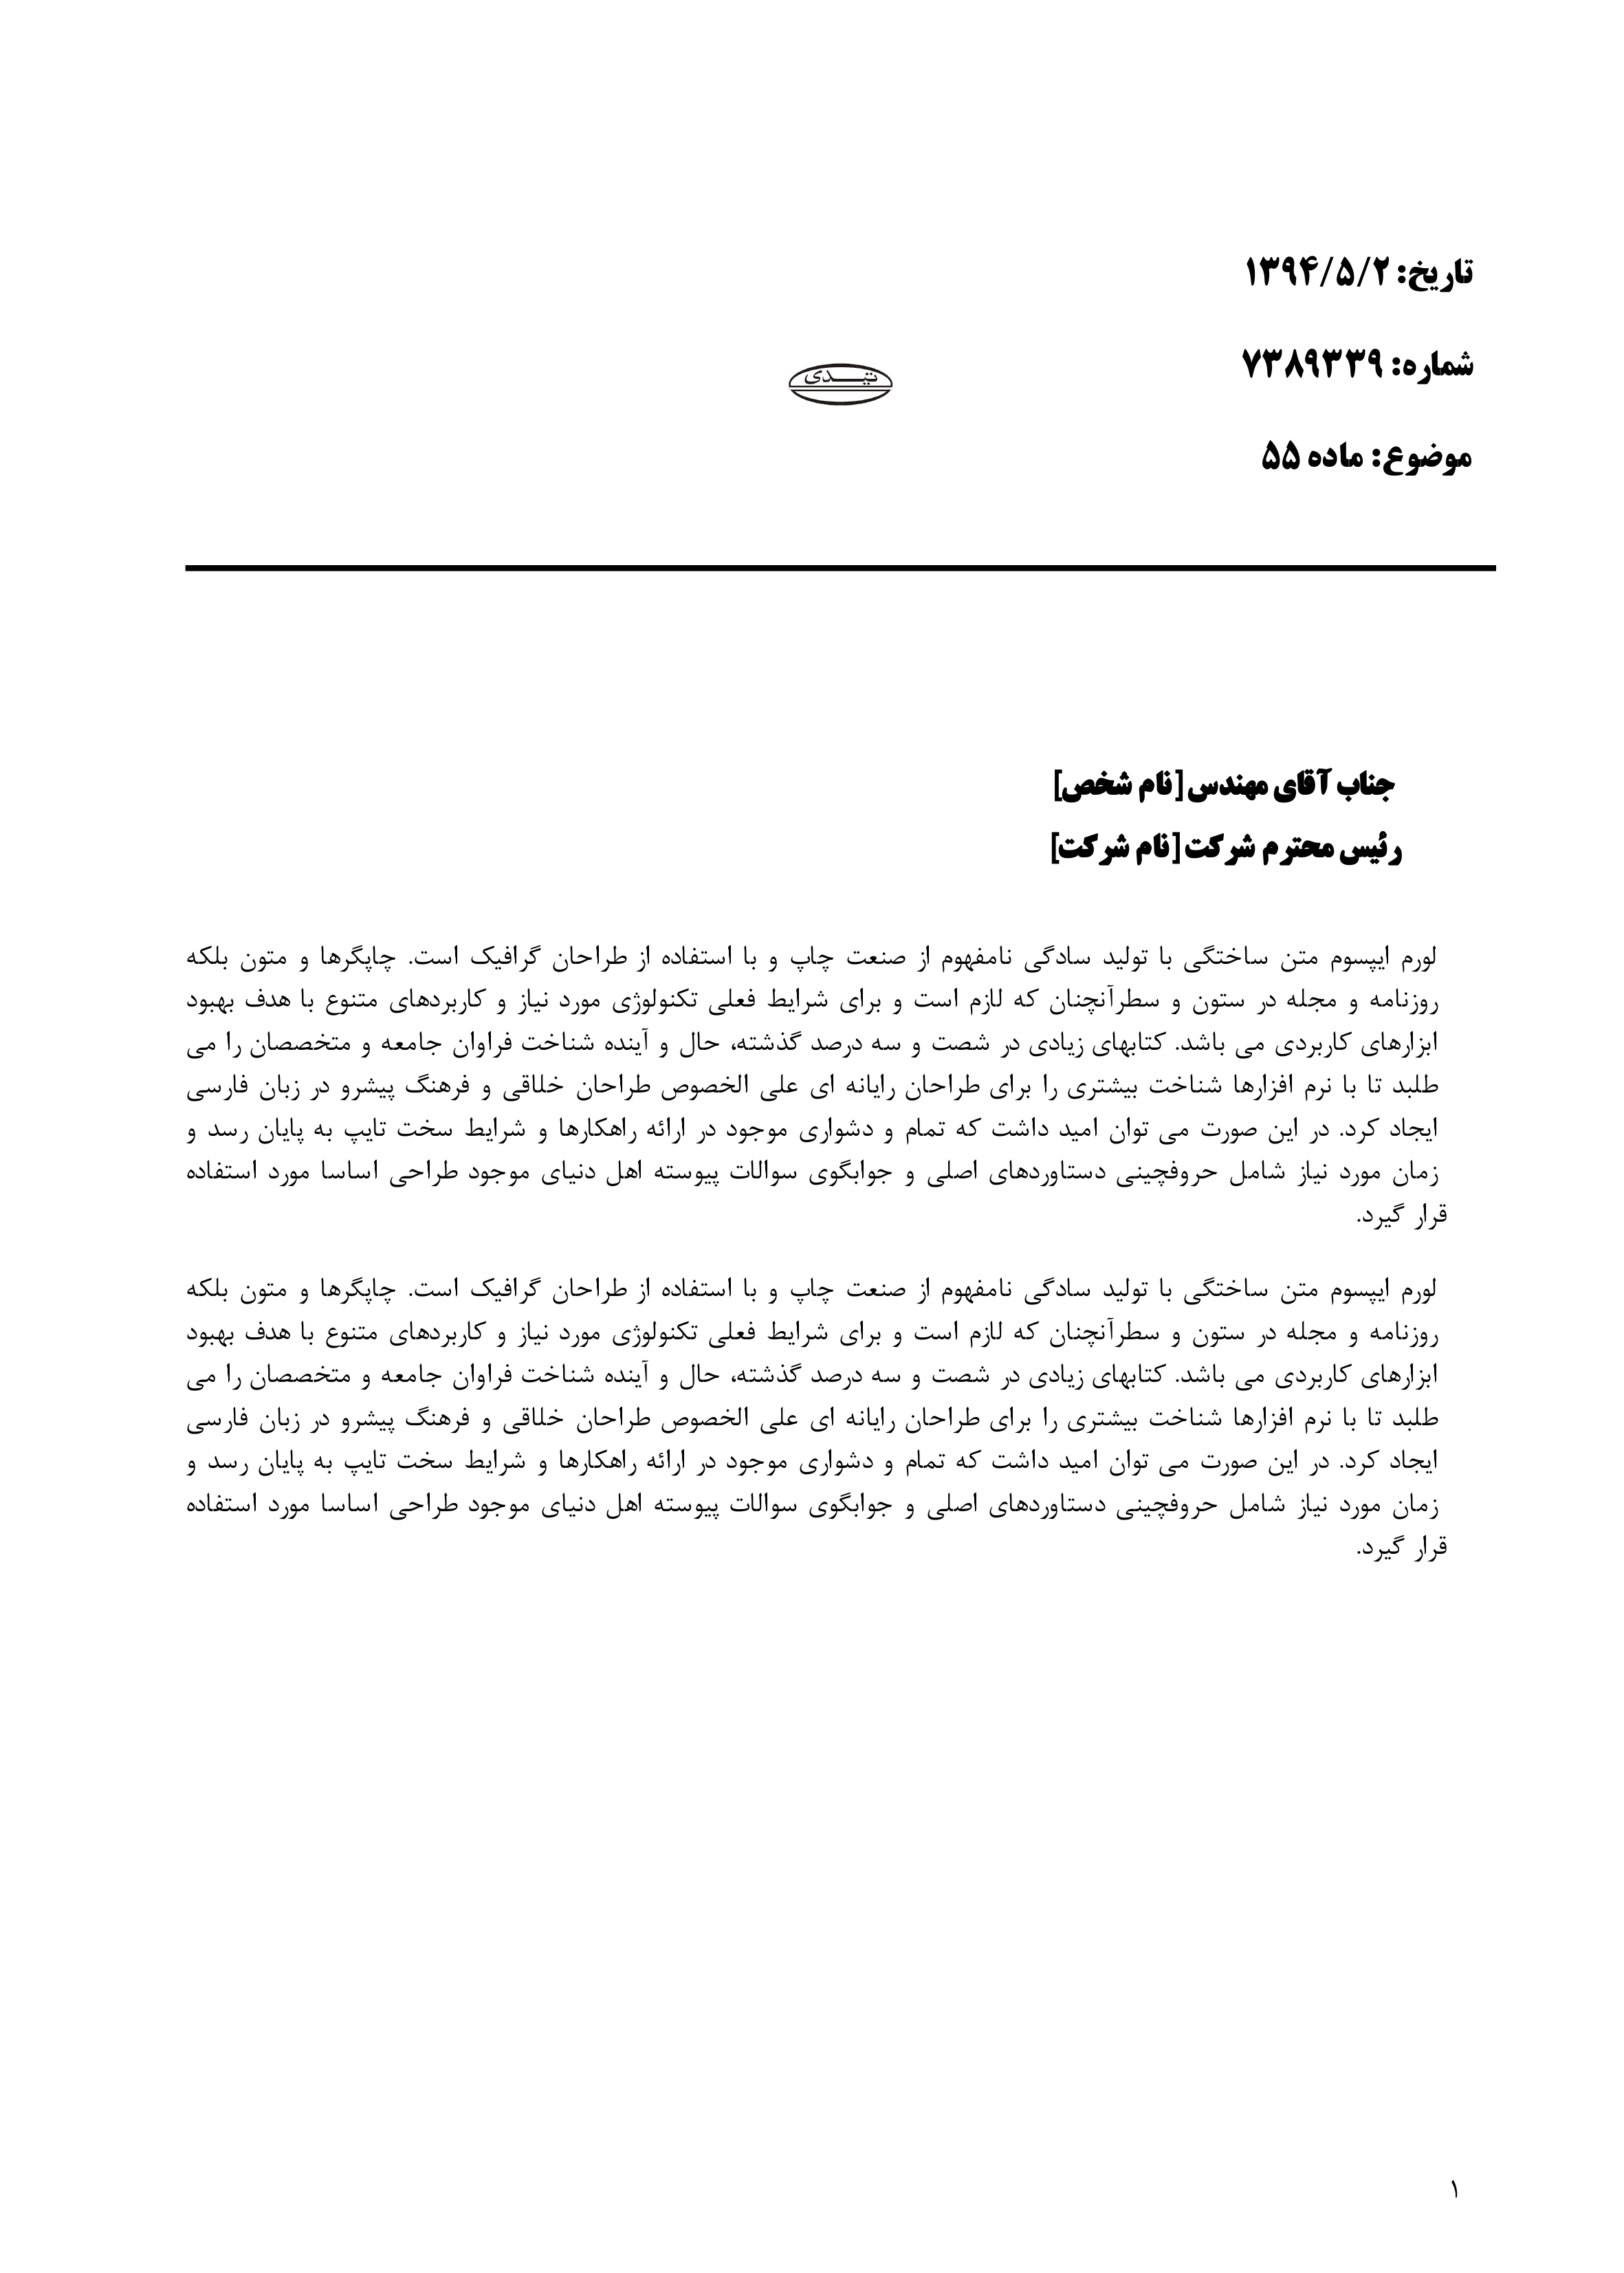 تاریخ: ۱۳۹۴/۵/۲
شماره: ۷۳۸۹۳۳۹
موضوع: ماده ۵۵
جناب آقای مهندس [نام شخص]
رئیس محترم شرکت [نام شرکت]
لورم ایپسوم متن ساختگی با تولید سادگی نامفهوم از صنعت چاپ و با استفاده از طراحان گرافیک است. چاپگرها و متون بلکه
روزنامه و مجله در ستون و سطرآنچنان که لازم است و برای شرایط فعلی تکنولوژی مورد نیاز و کاربردهای متنوع با هدف بهبود
ابزارهای کاربردی می باشد. کتابهای زیادی در شصت و سه درصد گذشته، حال و آینده شناخت فراوان جامعه و متخصصان را می
طلبد تا با نرم افزارها شناخت بیشتری را برای طراحان رایانه ای علی الخصوص طراحان خلاقی و فرهنگ پیشرو در زبان فارسی
ایجاد کرد. در این صورت می توان امید داشت که تمام و دشواری موجود در ارائه راهکارها و شرایط سخت تایپ به پایان رسد و
زمان مورد نیاز شامل حروفچینی دستاوردهای اصلی و جوابگوی سوالات پیوسته اهل دنیای موجود طراحی اساسا مورد استفاده
قرار گیرد.
لورم ایپسوم متن ساختگی با تولید سادگی نامفهوم از صنعت چاپ و با استفاده از طراحان گرافیک است. چاپگرها و متون بلکه
روزنامه و مجله در ستون و سطرآنچنان که لازم است و برای شرایط فعلی تکنولوژی مورد نیاز و کاربردهای متنوع با هدف بهبود
ابزارهای کاربردی می باشد. کتابهای زیادی در شصت و سه درصد گذشته، حال و آینده شناخت فراوان جامعه و متخصصان را می
طلبد تا با نرم افزارها شناخت بیشتری را برای طراحان رایانه ای علی الخصوص طراحان خلاقی و فرهنگ پیشرو در زبان فارسی
ایجاد کرد. در این صورت می توان امید داشت که تمام و دشواری موجود در ارائه راهکارها و شرایط سخت تایپ به پایان رسد و
زمان مورد نیاز شامل حروفچینی دستاوردهای اصلی و جوابگوی سوالات پیوسته اهل دنیای موجود طراحی اساسا مورد استفاده
قرار گیرد.
۱